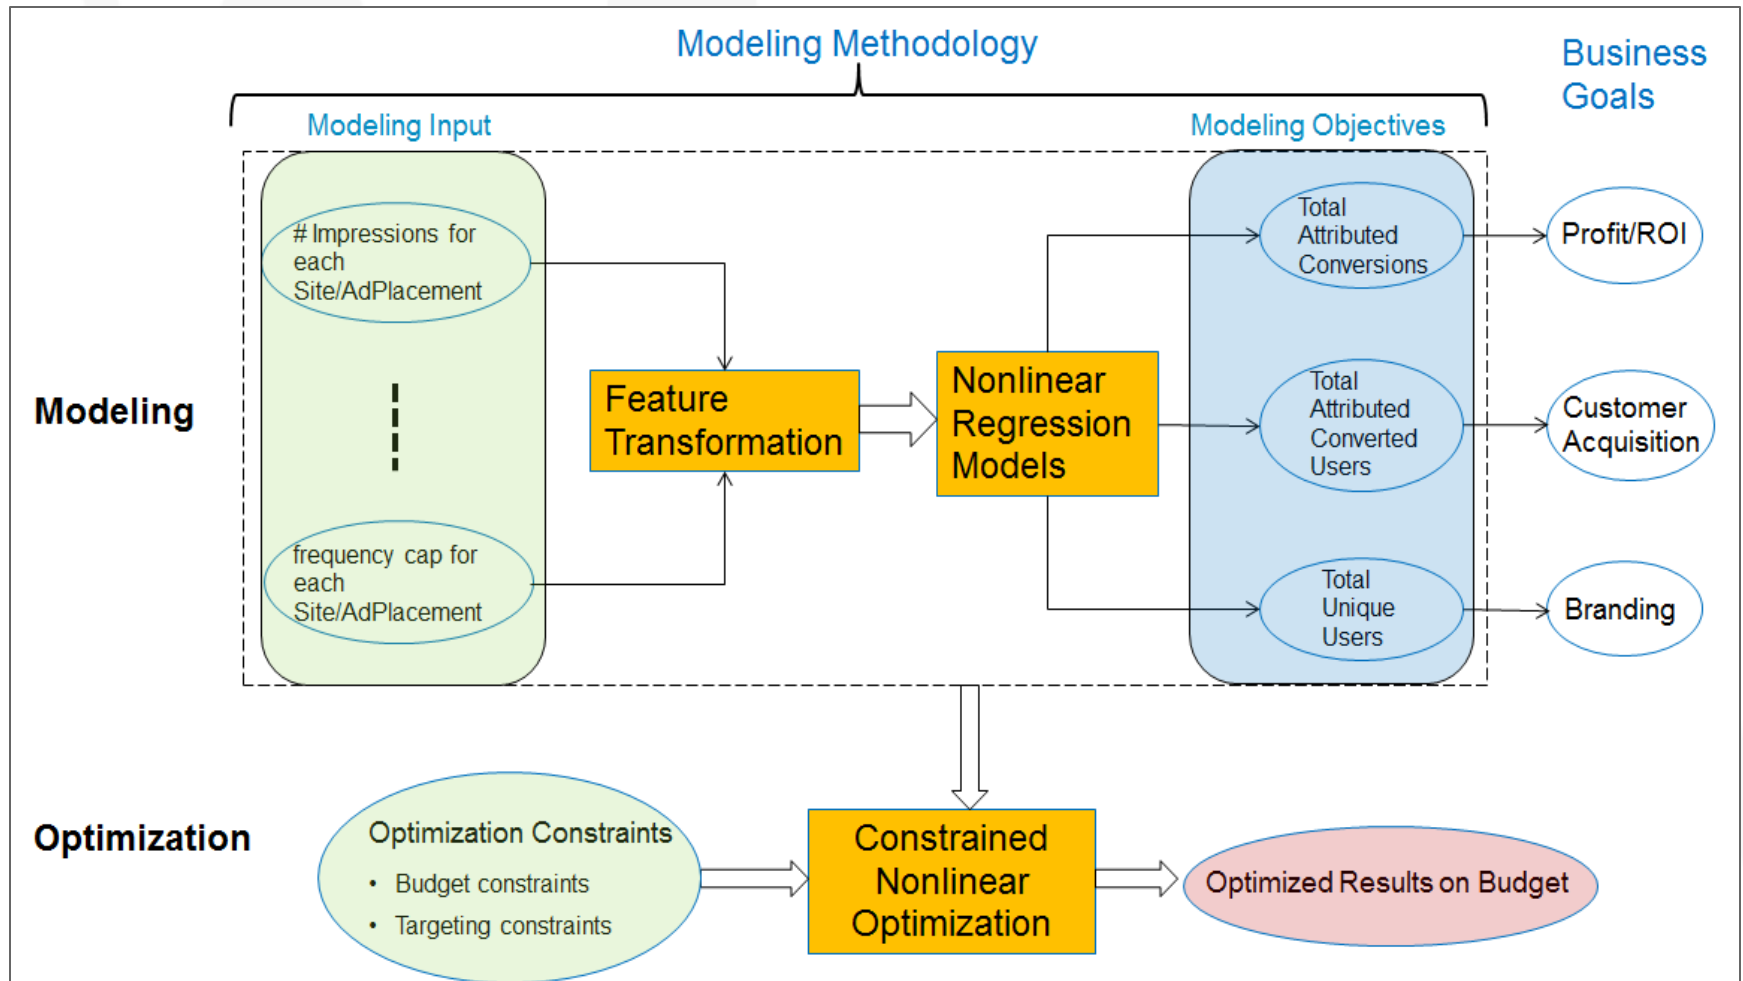 Modeling Methodology
Business
Goals
Modeling Input
Modeling Objectives
# Impressions for
each
Site/AdPlacement
Total
Attributed
Conversions
Profit/ROI
Modeling
Feature
Transformation
Nonlinear
Regression
Models
Total
Attributed
Converted
Users
Customer
Acquisition
frequency cap for
each
Site/AdPlacement
Total
Unique
Users
Branding
Optimization
Optimization Constraints
• Budget constraints
• Targeting constraints
Constrained
Nonlinear
Optimization
Optimized Results on Budget